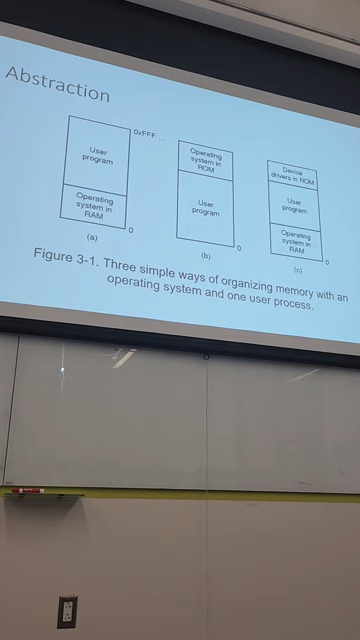 Abstraction
0xFFF ...
User
program
Operating
system in
RAM
0
(a)
Operating
system in
ROM
User
program
0
(b)
Device
drivers in ROM
User
program
Operating
system in
RAM
0
(c)
Figure 3-1. Three simple ways of organizing memory with an
operating system and one user process.